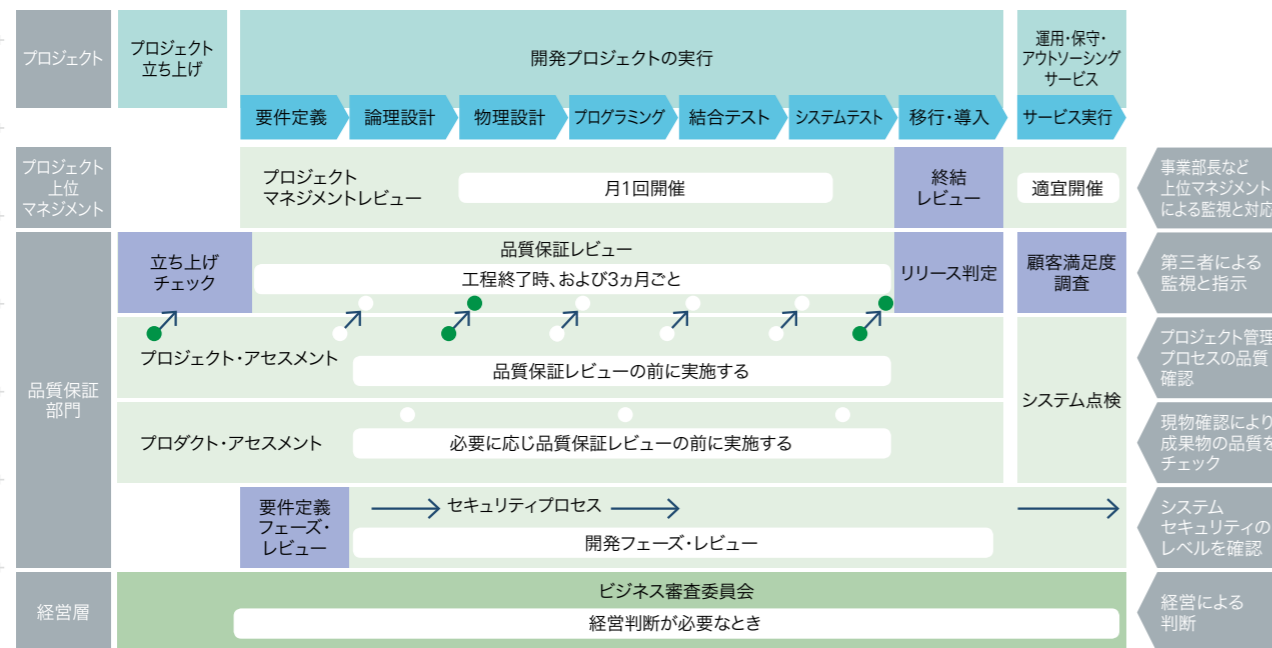 プロジェクト
プロジェクト
立ち上げ
開発プロジェクトの実行
運用・保守・
アウトソーシング
サービス
要件定義
論理設計
物理設計
プログラミング
結合テスト
システムテスト
移行・導入
サービス実行
プロジェクト
上位
マネジメント
プロジェクト
マネジメントレビュー
月1回開催
終結
レビュー
適宜開催
事業部長など
上位マネジメント
による監視と対応
品質保証
部門
立ち上げ
チェック
品質保証レビュー
工程終了時、および3ヵ月ごと
リリース判定
顧客満足度
調査
第三者による
監視と指示
プロジェクト・アセスメント
品質保証レビューの前に実施する
システム点検
プロジェクト管理
プロセスの品質
確認
プロダクト・アセスメント
必要に応じ品質保証レビューの前に実施する
現物確認により
成果物の品質を
チェック
要件定義
フェーズ・
レビュー
セキュリティプロセス
開発フェーズ・レビュー
システム
セキュリティの
レベルを確認
経営層
ビジネス審査委員会
経営判断が必要なとき
経営による
判断